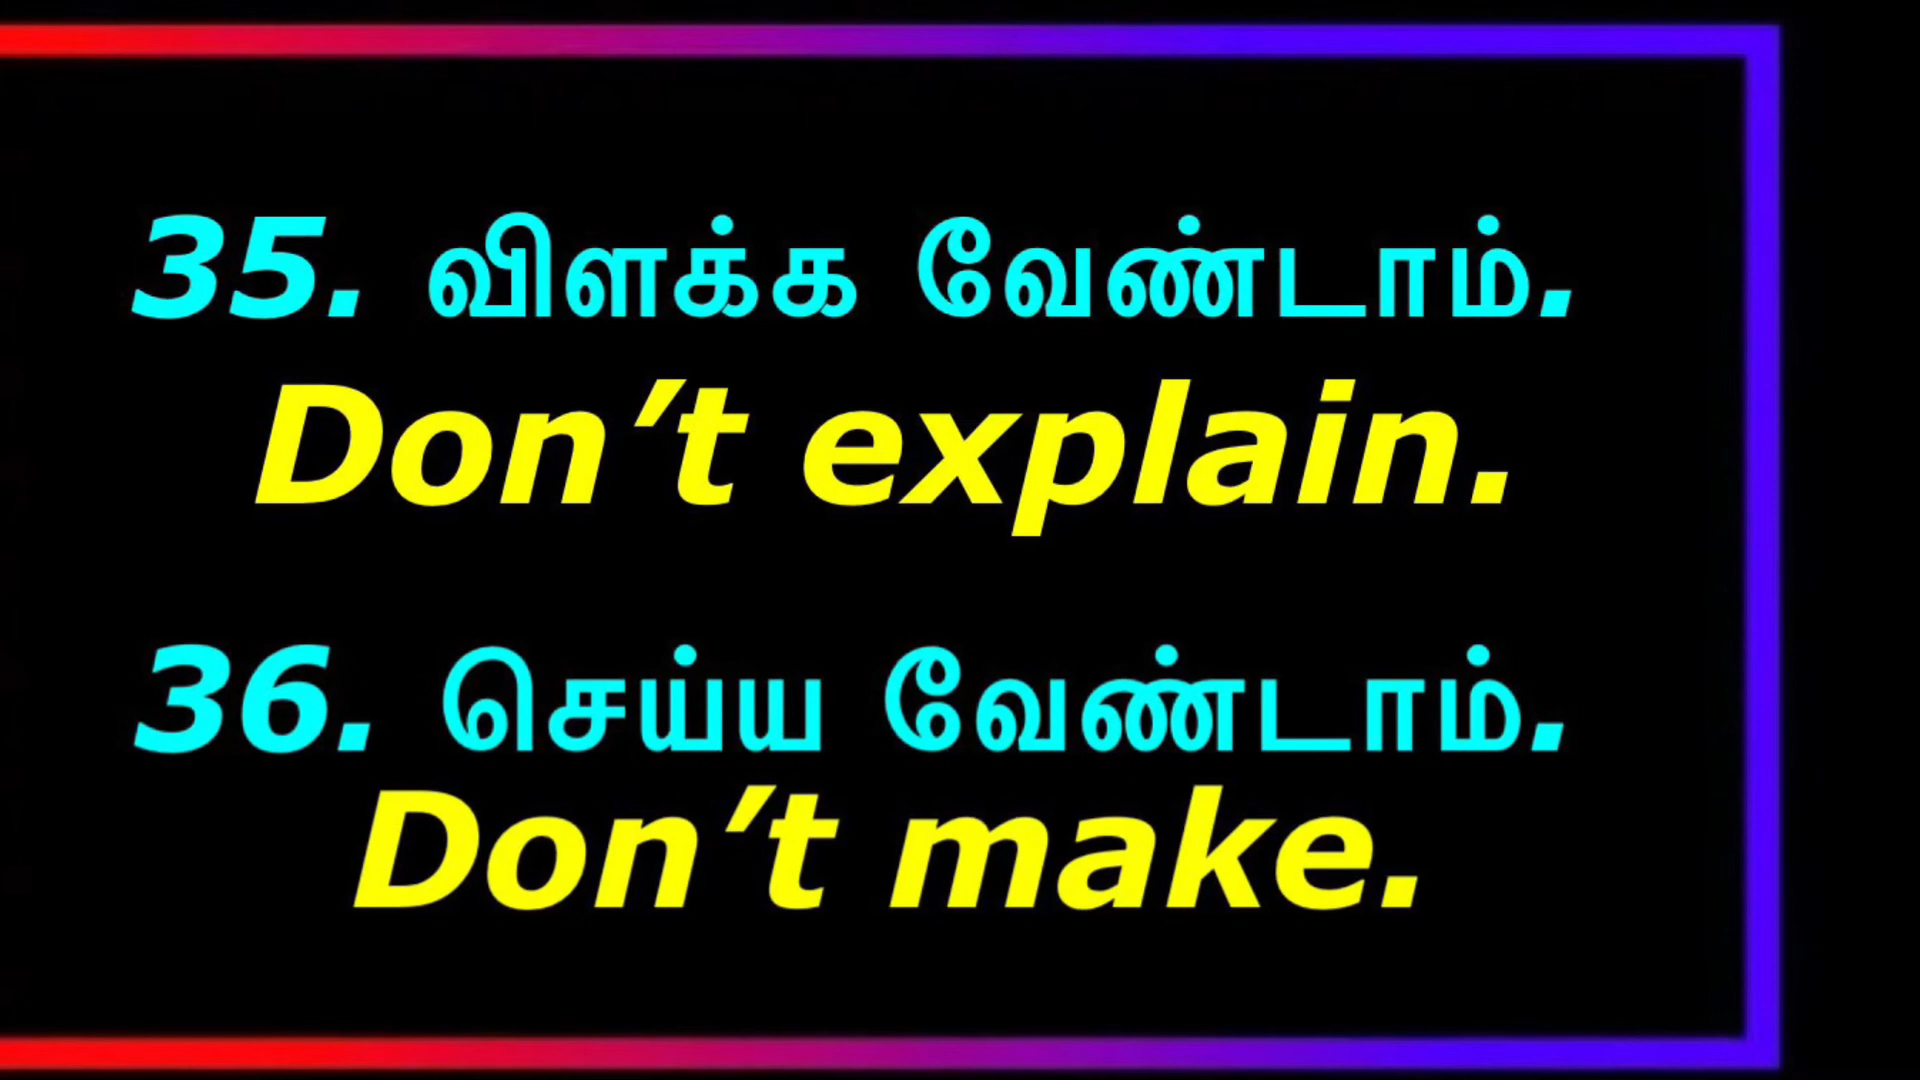 35. விளக்க வேண்டாம்.
Don’t explain.
36. செய்ய வேண்டாம்.
Don’t make.